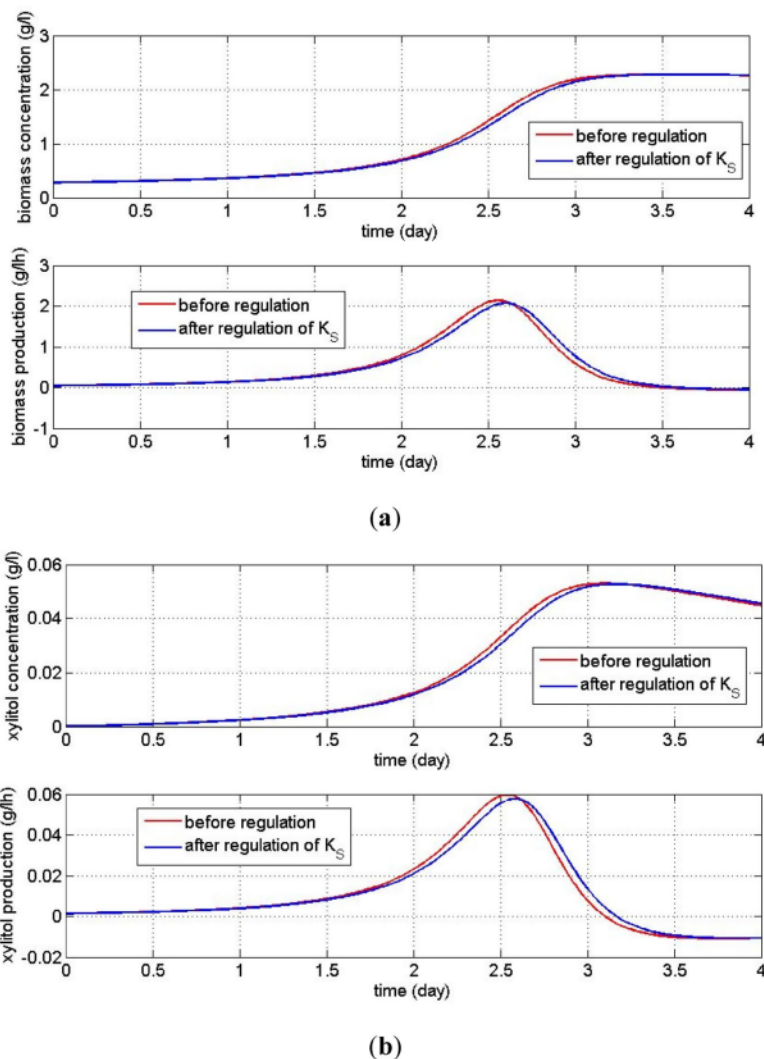 biomass concentration (g/l)
3
2
1
0
before regulation
after regulation of K_S
0 0.5 1 1.5 2 2.5 3 3.5 4
time (day)
biomass production (g/lh)
3
2
1
0
-1
before regulation
after regulation of K_S
0 0.5 1 1.5 2 2.5 3 3.5 4
time (day)
(a)
xylitol concentration (g/l)
0.06
0.04
0.02
0
before regulation
after regulation of K_S
0 0.5 1 1.5 2 2.5 3 3.5 4
time (day)
xylitol production (g/lh)
0.06
0.04
0.02
0
-0.02
before regulation
after regulation of K_S
0 0.5 1 1.5 2 2.5 3 3.5 4
time (day)
(b)